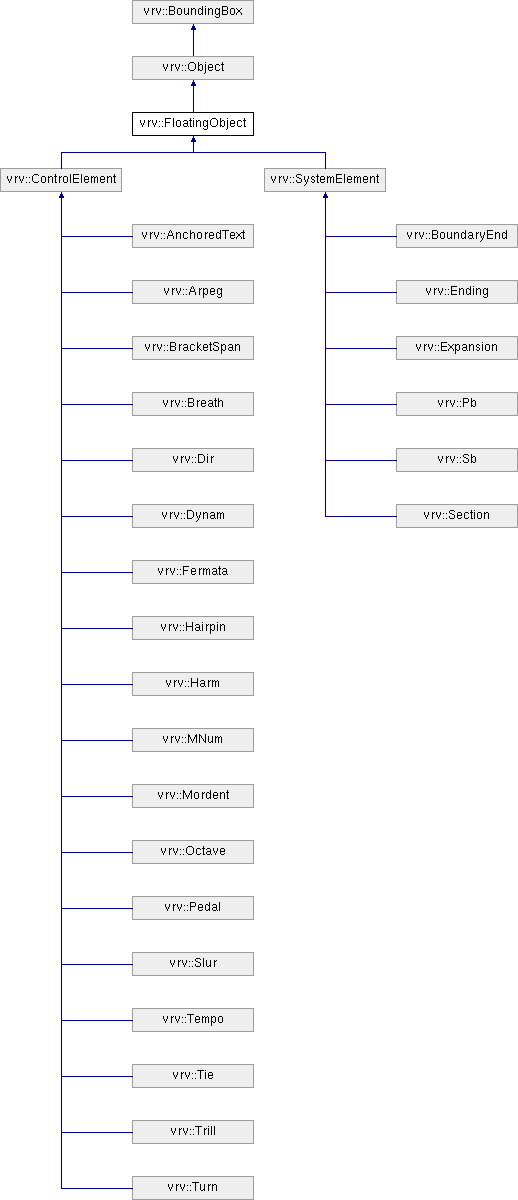 vrv::BoundingBox
vrv::Object
vrv::FloatingObject
vrv::ControlElement
vrv::SystemElement
vrv::AnchoredText
vrv::BoundaryEnd
vrv::Arpeg
vrv::Ending
vrv::BracketSpan
vrv::Expansion
vrv::Breath
vrv::Pb
vrv::Dir
vrv::Sb
vrv::Dynam
vrv::Section
vrv::Fermata
vrv::Hairpin
vrv::Harm
vrv::MNum
vrv::Mordent
vrv::Octave
vrv::Pedal
vrv::Slur
vrv::Tempo
vrv::Tie
vrv::Trill
vrv::Turn